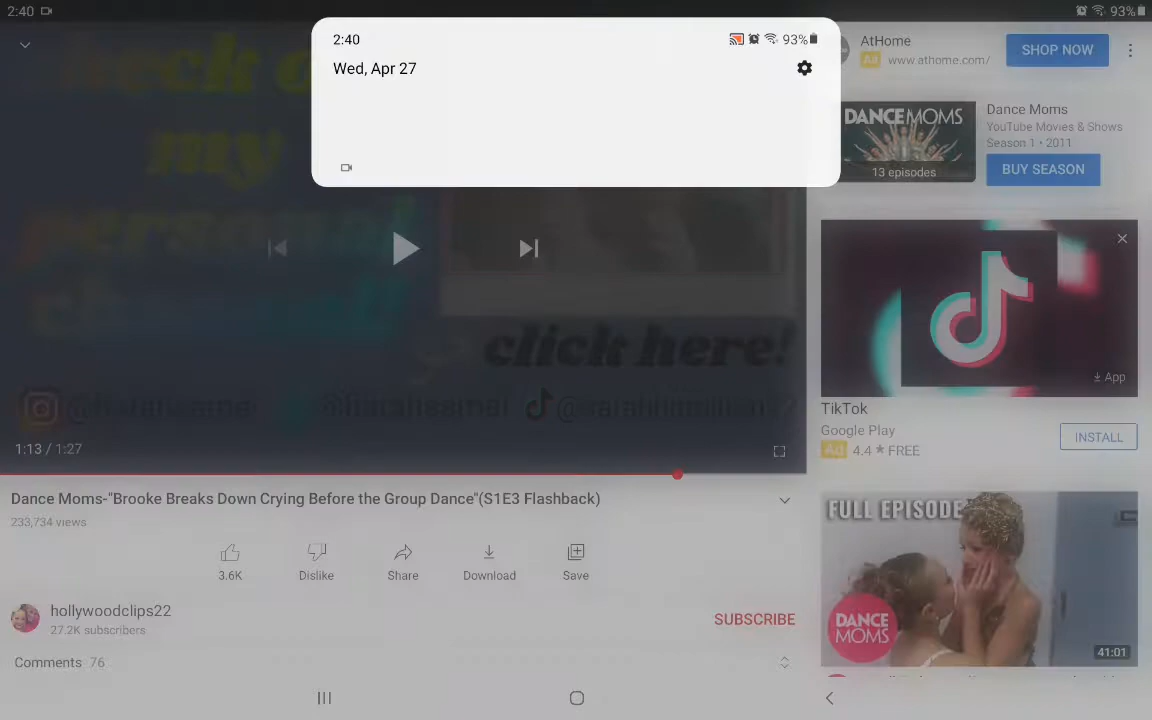 2:40
93%
2:40
93%
Wed, Apr 27
check o
my
personal
channel!
click here!
1:13 / 1:27
Dance Moms-"Brooke Breaks Down Crying Before the Group Dance"(S1E3 Flashback)
233,734 views
3.6K
Dislike
Share
Download
Save
hollywoodclips22
27.2K subscribers
SUBSCRIBE
Comments 76
AtHome
Ad www.athome.com/
SHOP NOW
DANCE MOMS
13 episodes
Dance Moms
YouTube Movies & Shows
Season 1 • 2011
BUY SEASON
App
TikTok
Google Play
Ad 4.4 ★ FREE
INSTALL
FULL EPISODE
DANCE
MOMS
41:01